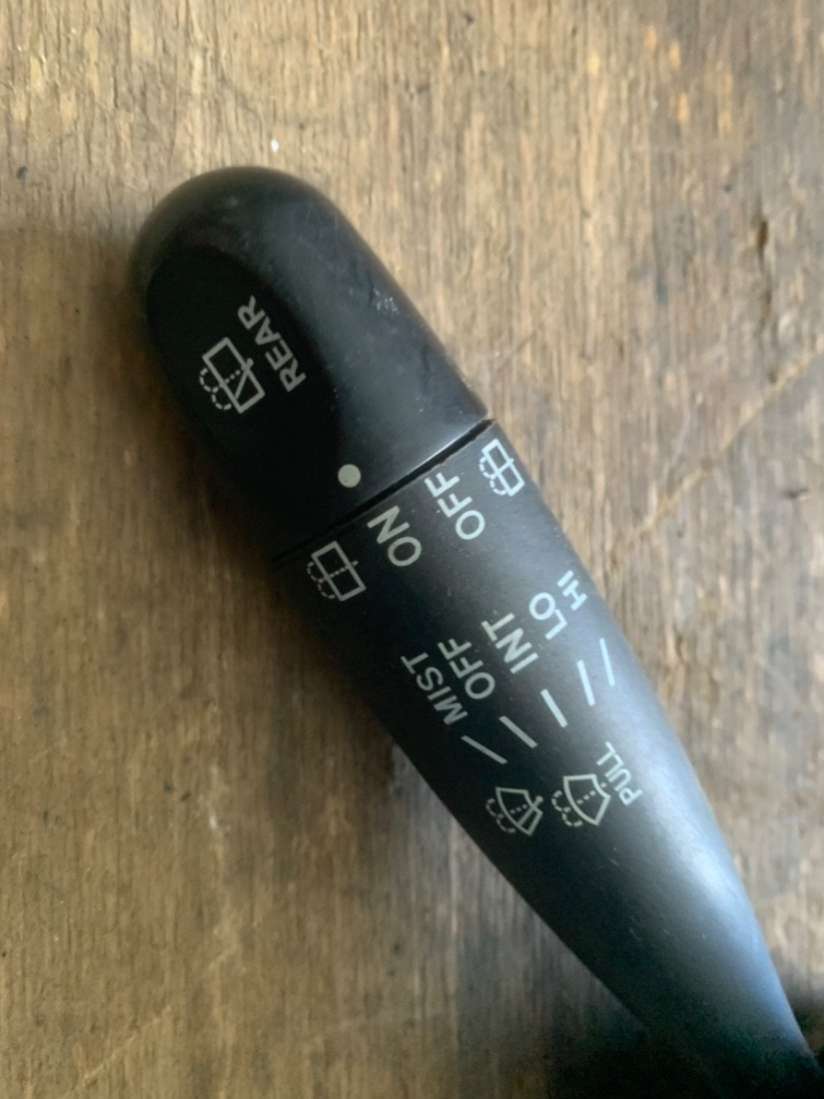 REAR
ON
OFF
MIST
OFF
INT
LO
HI
PULL